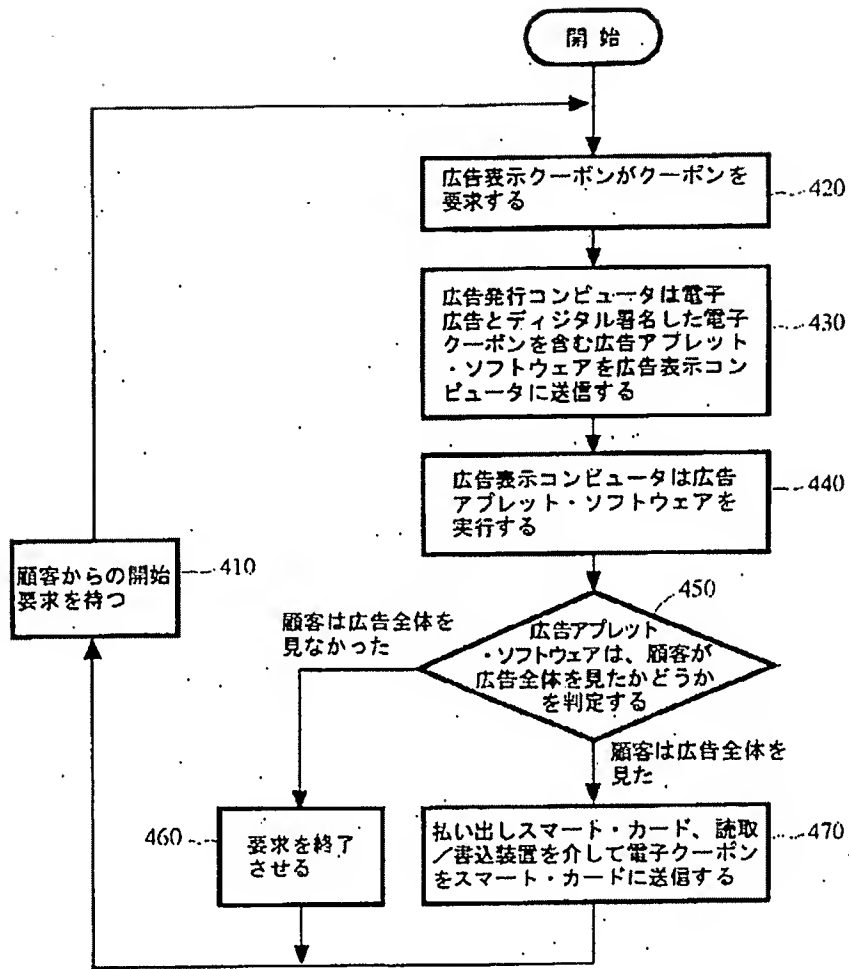 開 始
広告表示クーポンがクーポンを
要求する
420
広告発行コンピュータは電子
広告とディジタル署名した電子
クーポンを含む広告アプレット
・ソフトウェアを広告表示コン
ピュータに送信する
430
広告表示コンピュータは広告
アプレット・ソフトウェアを
実行する
440
顧客からの開始
要求を待つ
410
450
広告アプレット
・ソフトウェアは、顧客が
広告全体を見たかどうか
を判定する
顧客は広告全体を
見なかった
顧客は広告全体を
見た
460
要求を終了
させる
払い出しスマート・カード、読取
／書込装置を介して電子クーポン
をスマート・カードに送信する
470